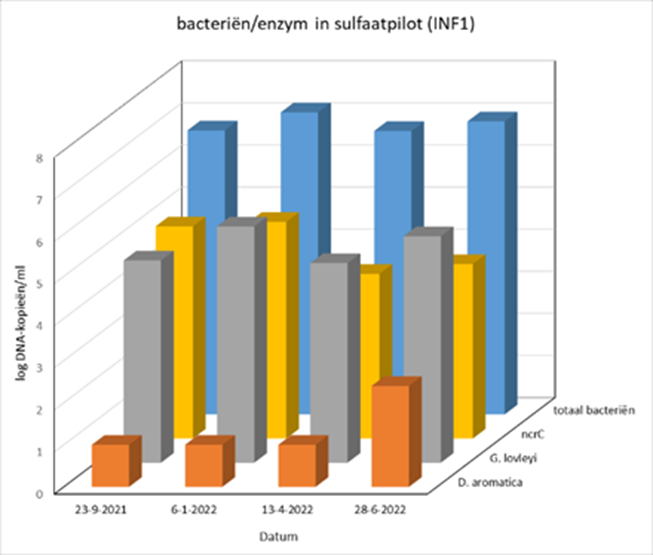 bacteriën/enzym in sulfaatpilot (INF1)
8
7
6
5
4
3
2
1
0
log DNA-kopieën/ml
totaal bacteriën
ncrC
G. lovleyi
D. aromatica
23-9-2021
6-1-2022
13-4-2022
28-6-2022
Datum